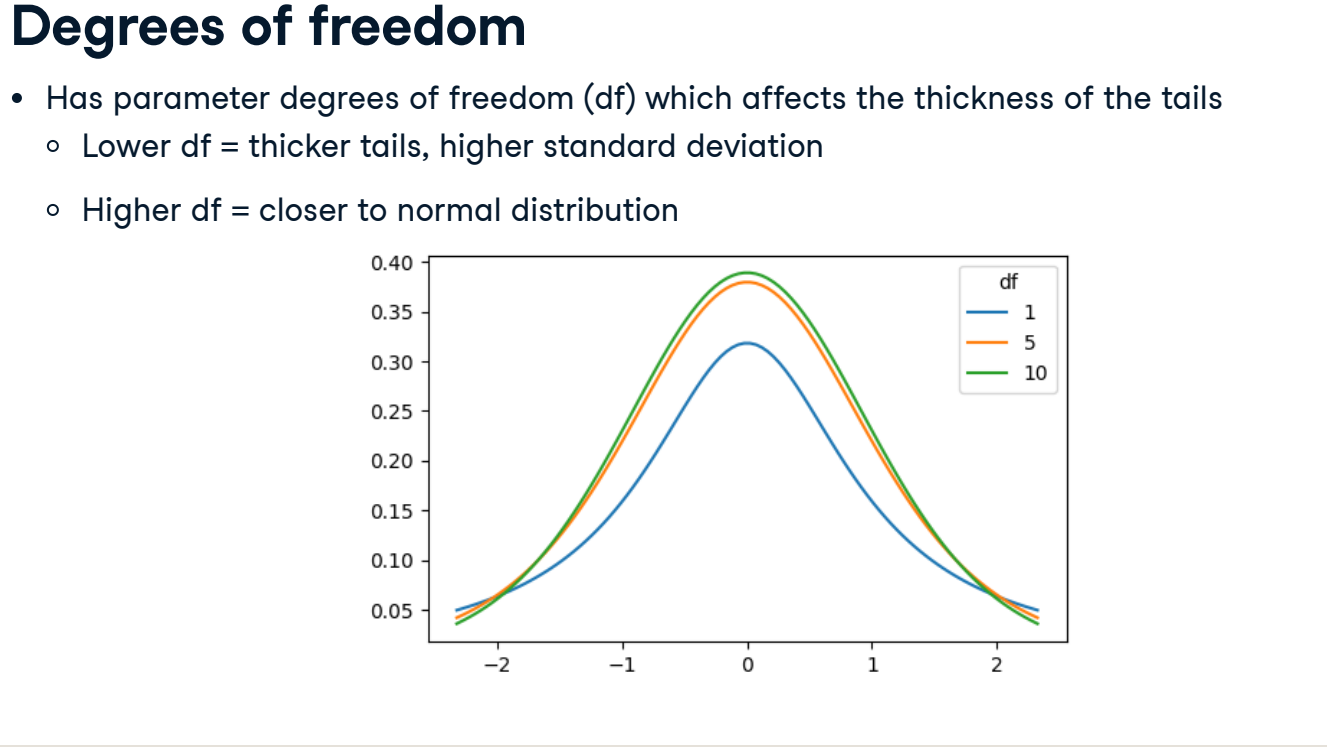 Degrees of freedom
• Has parameter degrees of freedom (df) which affects the thickness of the tails
○ Lower df = thicker tails, higher standard deviation
○ Higher df = closer to normal distribution
0.40
0.35
0.30
0.25
0.20
0.15
0.10
0.05
df
1
5
10
−2 −1 0 1 2